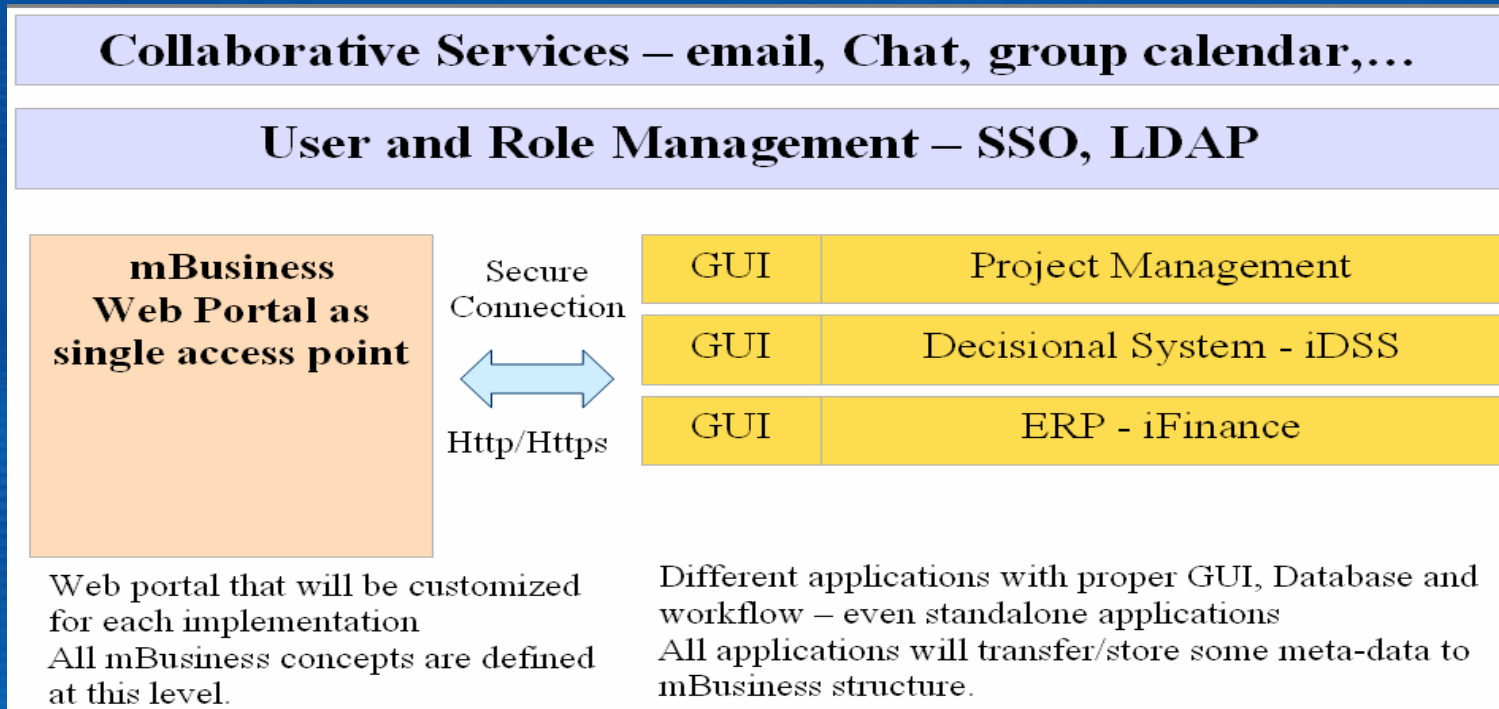 Collaborative Services – email, Chat, group calendar,...
User and Role Management – SSO, LDAP
mBusiness
Web Portal as
single access point
Secure
Connection
Http/Https
GUI Project Management
GUI Decisional System - iDSS
GUI ERP - iFinance
Web portal that will be customized
for each implementation
All mBusiness concepts are defined
at this level.
Different applications with proper GUI, Database and
workflow – even standalone applications
All applications will transfer/store some meta-data to
mBusiness structure.